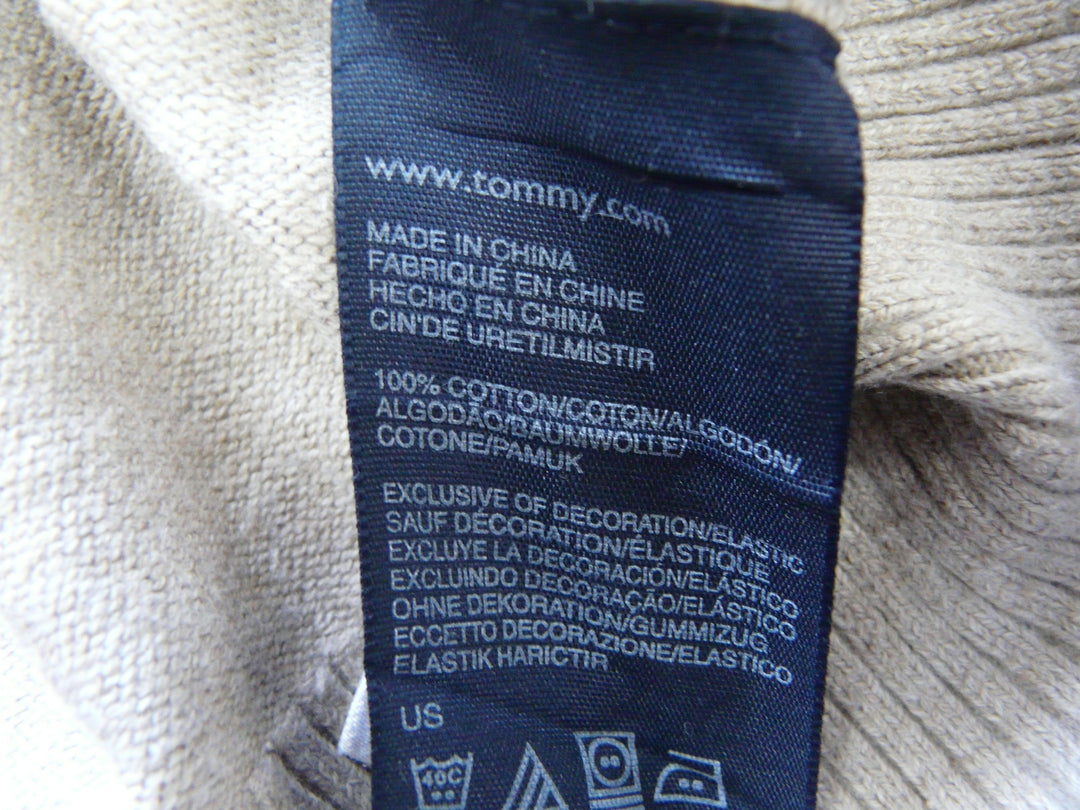 www.tommy.com
MADE IN CHINA
FABRIQUÉ EN CHINE
HECHO EN CHINA
CIN'DE URETILMISTIR
100% COTTON/COTON/ALGODÓN/
ALGODÃO/BAUMWOLLE/
COTONE/PAMUK
EXCLUSIVE OF DECORATION/ELASTIC
SAUF DÉCORATION/ÉLASTIQUE
EXCLUYE LA DECORACIÓN/ELÁSTICO
EXCLUINDO DECORAÇÃO/ELÁSTICO
OHNE DEKORATION/GUMMIZUG
ECCETTO DECORAZIONE/ELASTICO
ELASTIK HARICTIR
US
40C